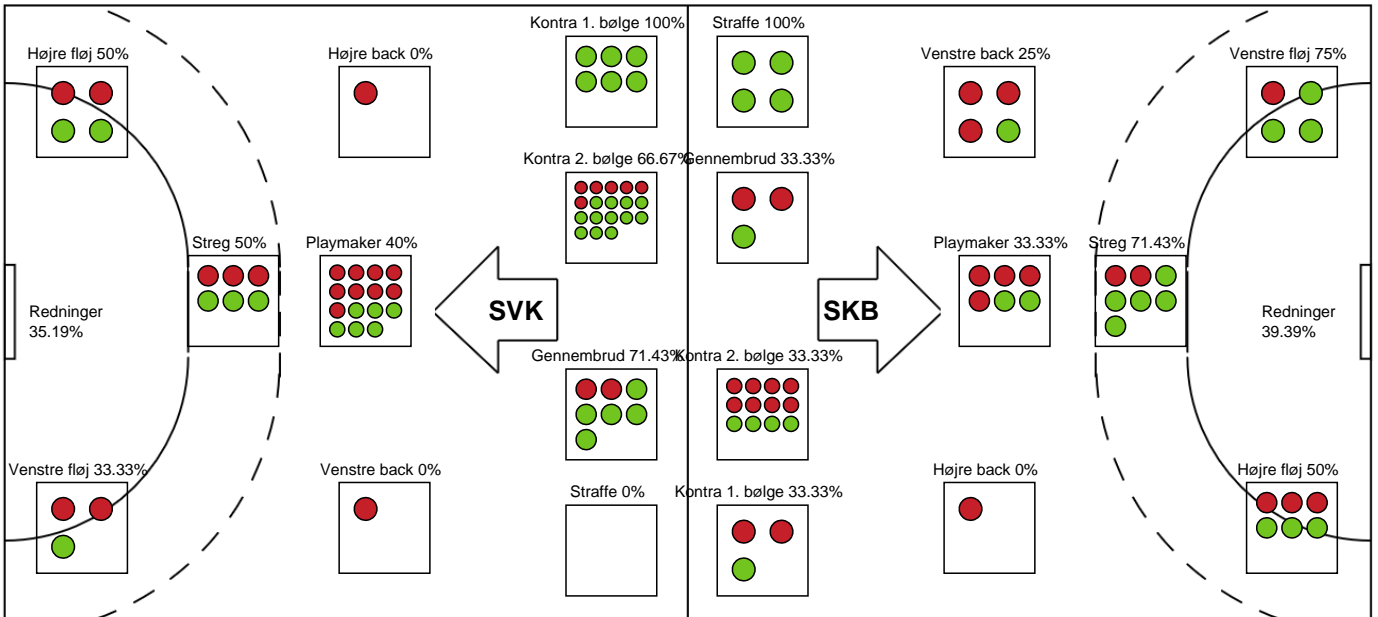 Kontra 1. bølge 100%
Straffe 100%
Højre fløj 50%
Højre back 0%
Venstre back 25%
Venstre fløj 75%
Kontra 2. bølge 66.67%
Gennembrud 33.33%
Streg 50%
Playmaker 40%
Playmaker 33.33%
Streg 71.43%
Redninger
35.19%
SVK
SKB
Redninger
39.39%
Gennembrud 71.43%
Kontra 2. bølge 33.33%
Venstre fløj 33.33%
Venstre back 0%
Straffe 0%
Kontra 1. bølge 33.33%
Højre back 0%
Højre fløj 50%